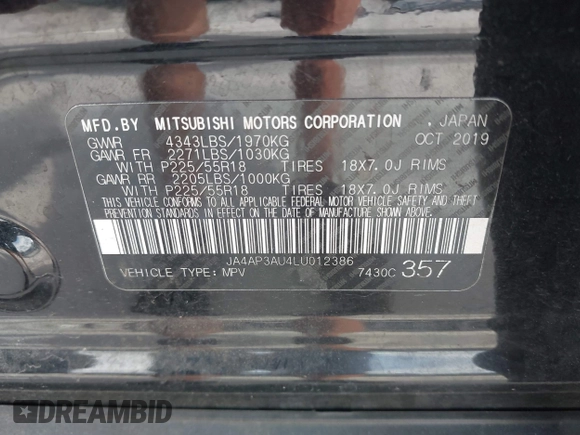 MFD.BY MITSUBISHI MOTORS CORPORATION , JAPAN
GVWR 4343LBS/1970KG OCT 2019
GAWR FR 2271LBS/1030KG
WITH P225/55R18 TIRES 18X7.0J RIMS
GAWR RR 2205LBS/1000KG
WITH P225/55R18 TIRES 18X7.0J RIMS
THIS VEHICLE CONFORMS TO ALL APPLICABLE FEDERAL MOTOR VEHICLE SAFETY AND THEFT
PREVENTION STANDARDS IN EFFECT ON THE DATE OF MANUFACTURE SHOWN ABOVE.
JA4AP3AU4LU012386
VEHICLE TYPE: MPV 7430C 357
DREAMBID